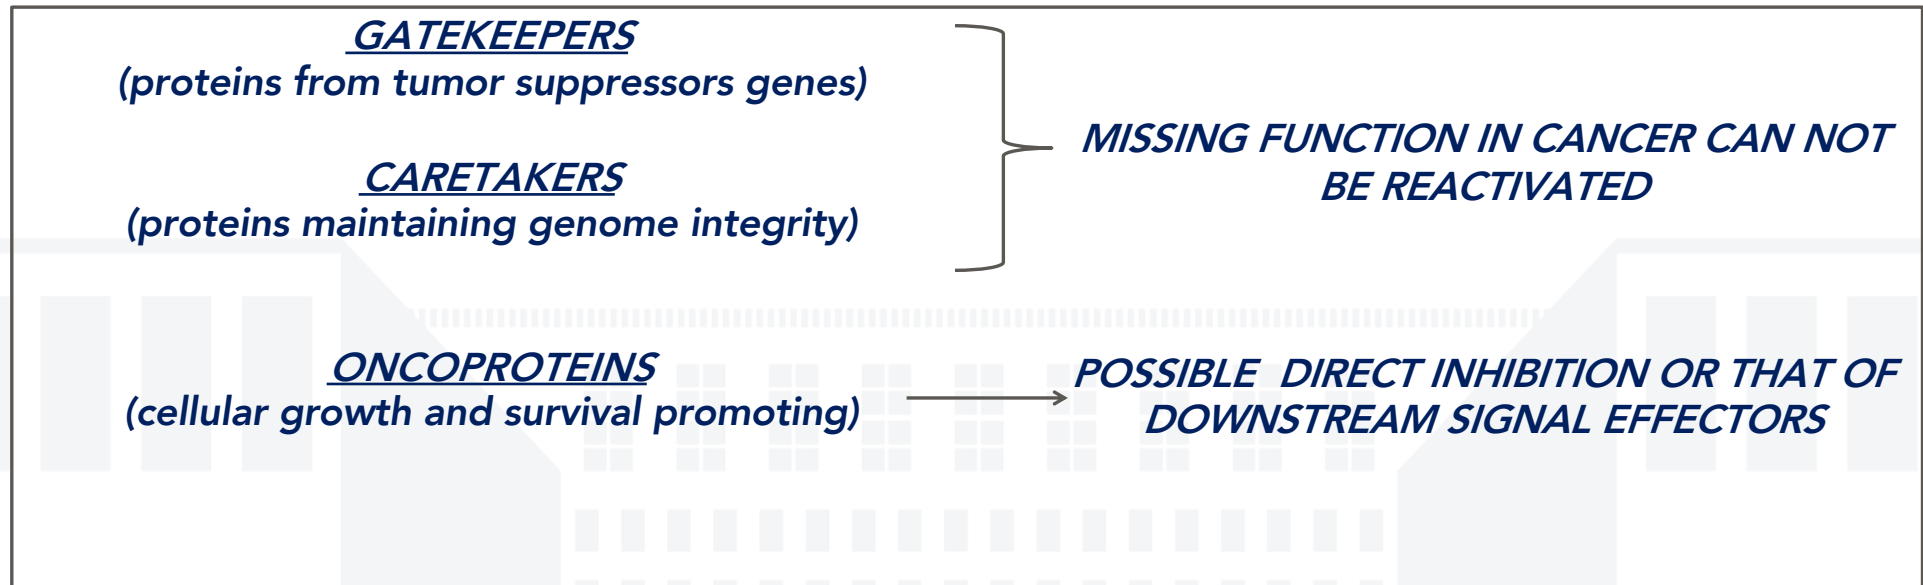 GATEKEEPERS
(proteins from tumor suppressors genes)
CARETAKERS
(proteins maintaining genome integrity)
MISSING FUNCTION IN CANCER CAN NOT
BE REACTIVATED
ONCOPROTEINS
(cellular growth and survival promoting)
POSSIBLE DIRECT INHIBITION OR THAT OF
DOWNSTREAM SIGNAL EFFECTORS